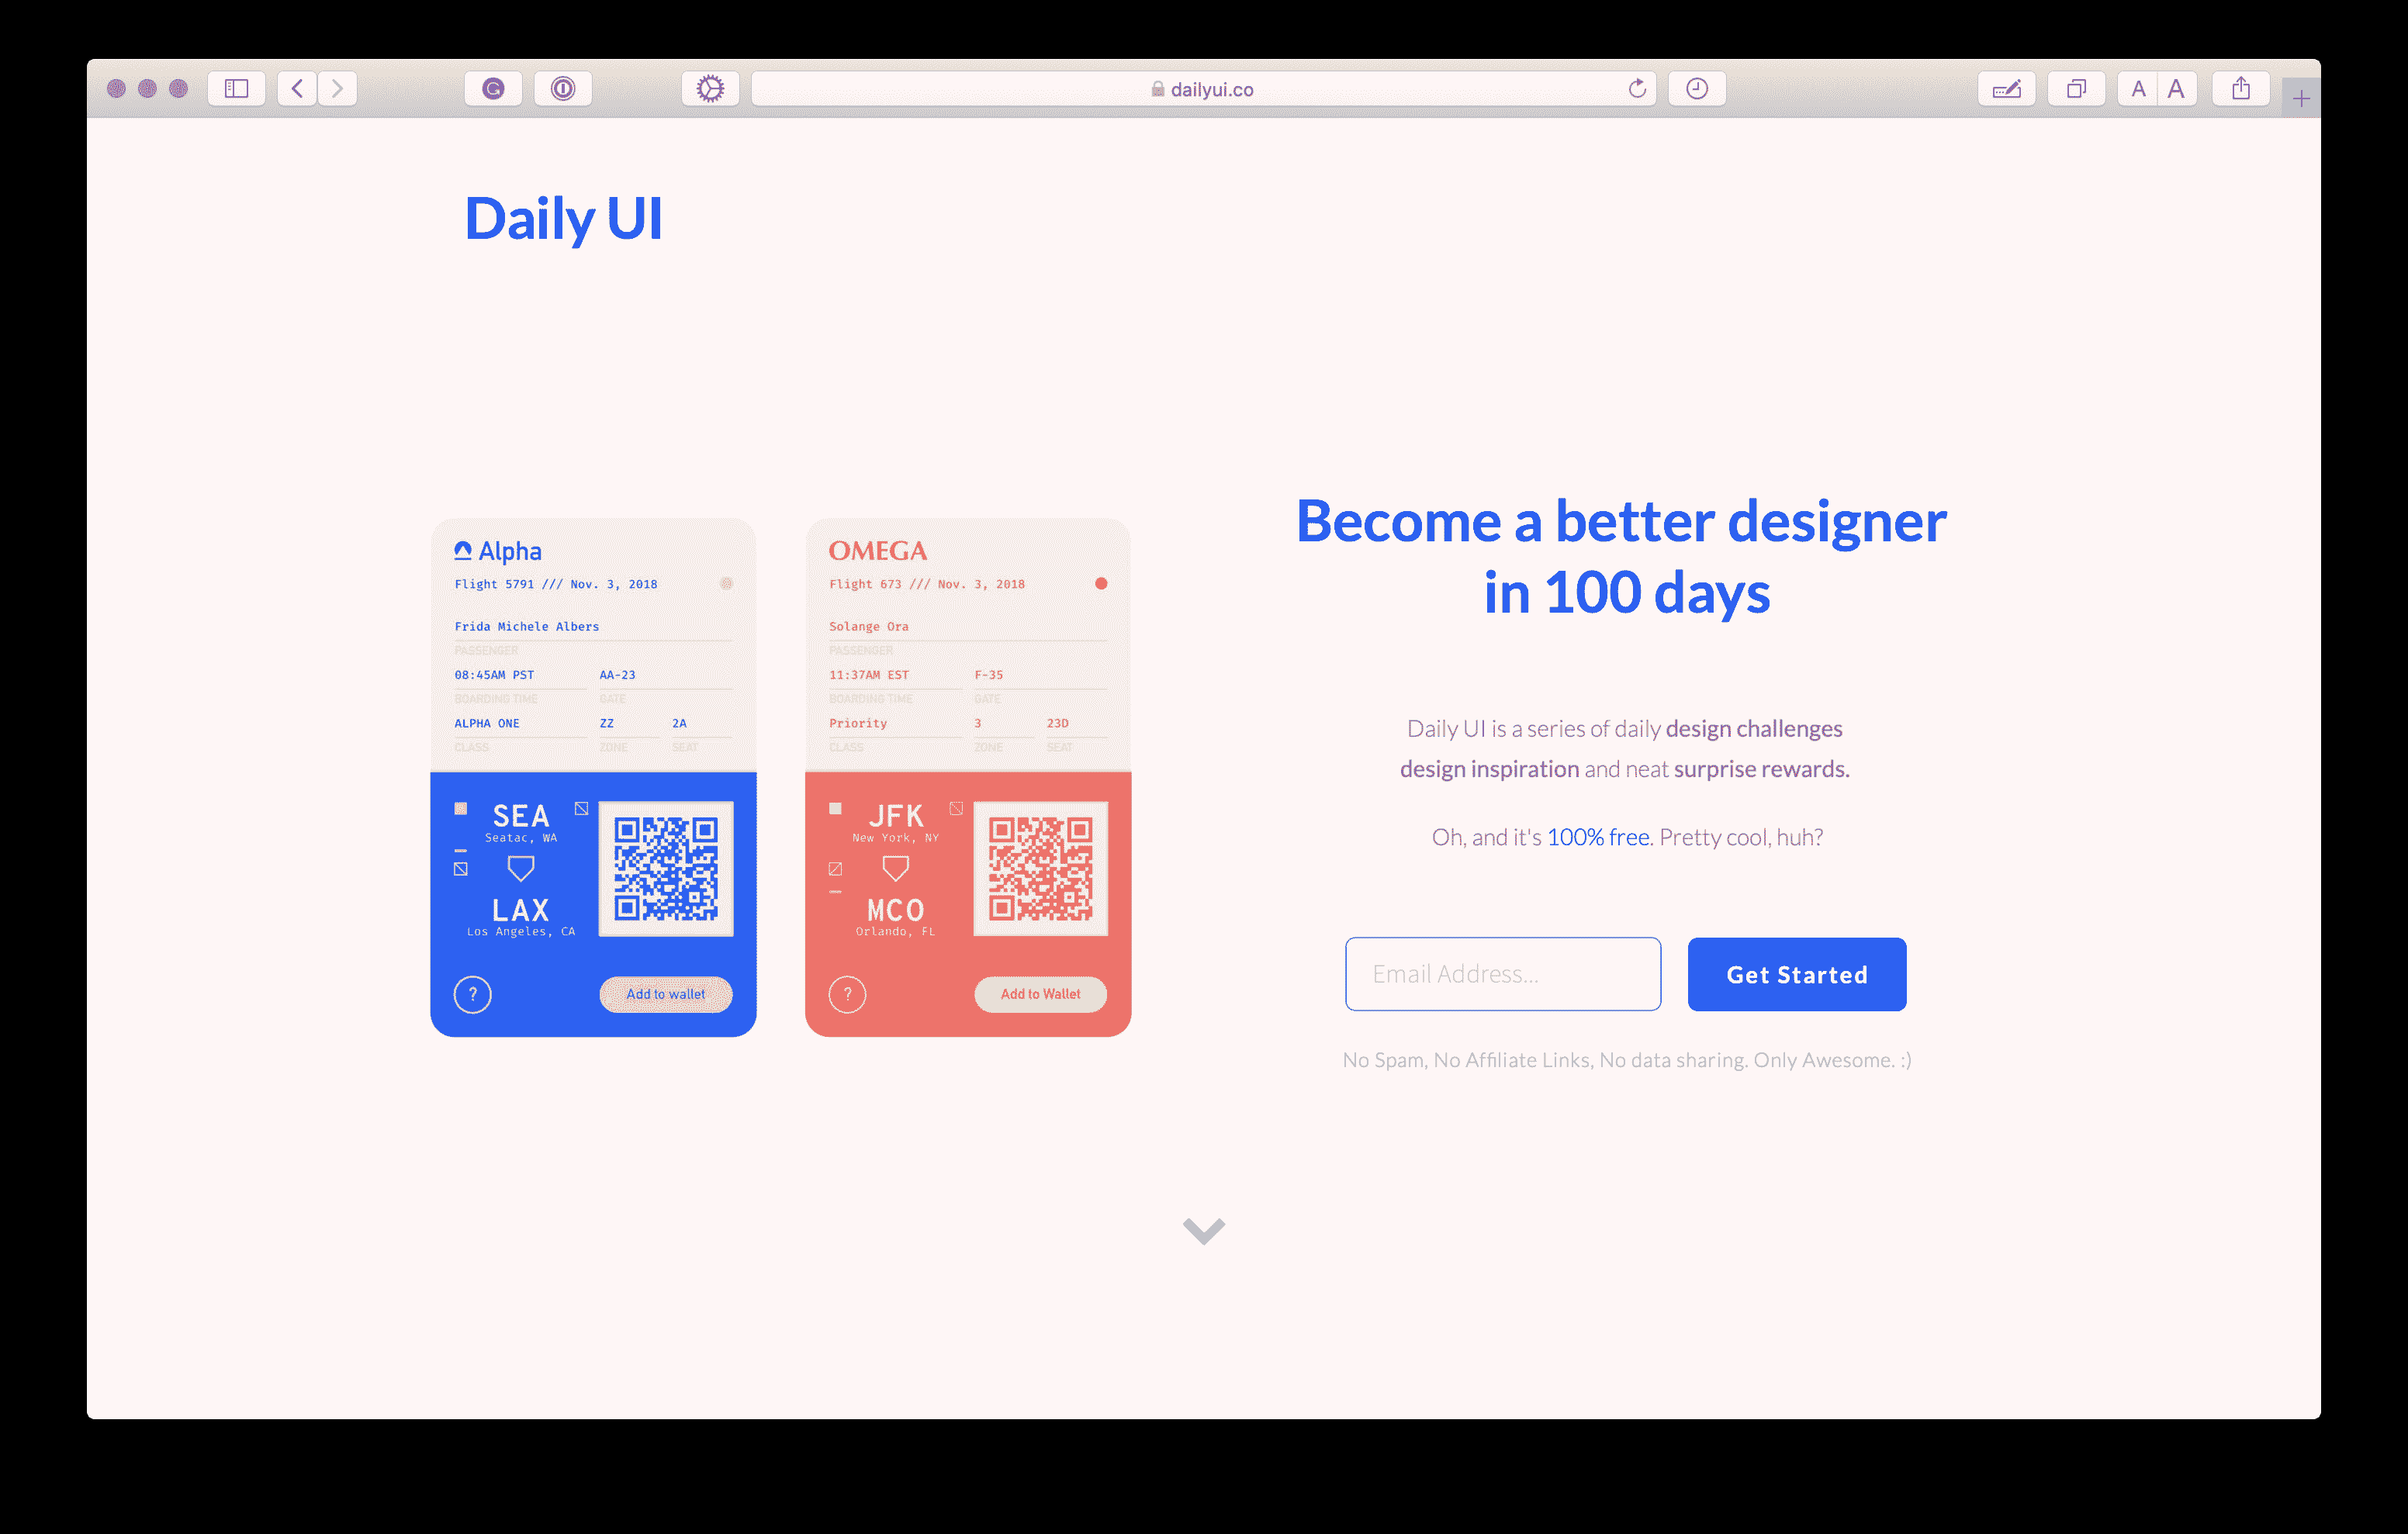 dailyui.co
A A
Daily UI
Alpha
Flight 5791 /// Nov. 3, 2018
Frida Michele Albers
PASSENGER
08:45AM PST AA-23
BOARDING TIME GATE
ALPHA ONE ZZ 2A
CLASS ZONE SEAT
SEA
Seatac, WA
LAX
Los Angeles, CA
? Add to wallet
OMEGA
Flight 673 /// Nov. 3, 2018
Solange Ora
PASSENGER
11:37AM EST F-35
BOARDING TIME GATE
Priority 3 23D
CLASS ZONE SEAT
JFK
New York, NY
MCO
Orlando, FL
? Add to Wallet
Become a better designer
in 100 days
Daily UI is a series of daily design challenges
design inspiration and neat surprise rewards.
Oh, and it's 100% free. Pretty cool, huh?
Email Address... Get Started
No Spam, No Affiliate Links, No data sharing. Only Awesome. :)